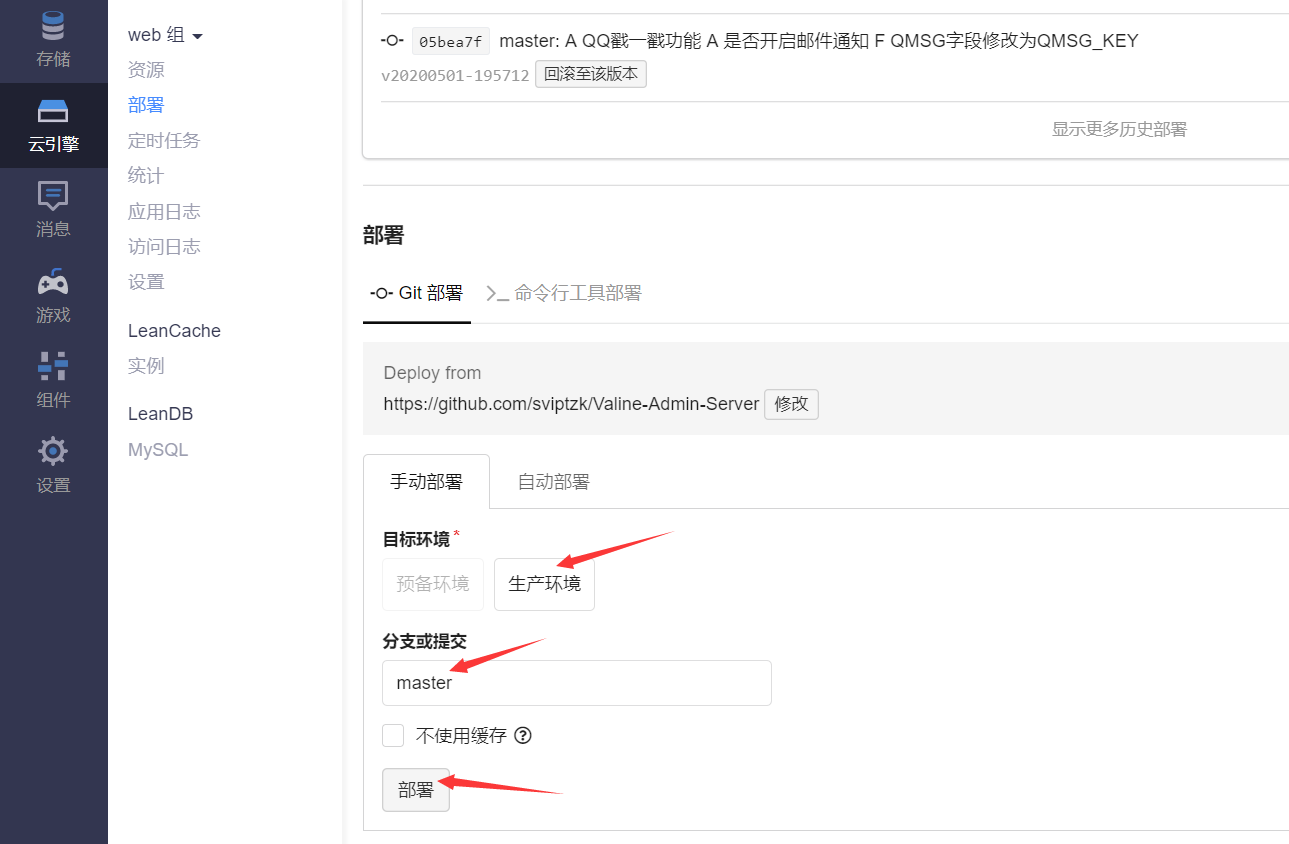 存储
云引擎
消息
游戏
组件
设置
web 组
资源
部署
定时任务
统计
应用日志
访问日志
设置
LeanCache
实例
LeanDB
MySQL
05bea7f master: A QQ戳一戳功能 A 是否开启邮件通知 F QMSG字段修改为QMSG_KEY
v20200501-195712 回滚至该版本
显示更多历史部署
部署
Git 部署 命令行工具部署
Deploy from
https://github.com/sviptzk/Valine-Admin-Server 修改
手动部署 自动部署
目标环境*
预备环境 生产环境
分支或提交
master
不使用缓存 ?
部署